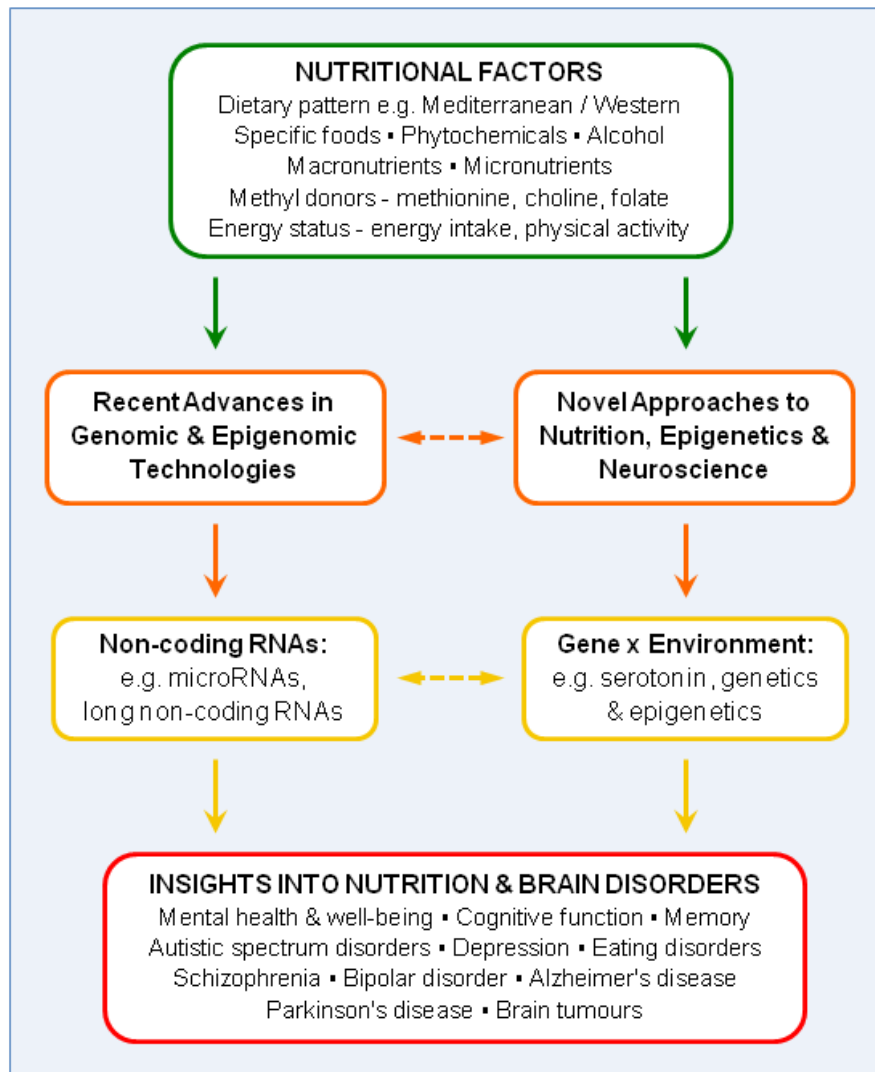 NUTRITIONAL FACTORS
Dietary pattern e.g. Mediterranean / Western
Specific foods ▪ Phytochemicals ▪ Alcohol
Macronutrients ▪ Micronutrients
Methyl donors - methionine, choline, folate
Energy status - energy intake, physical activity
Recent Advances in
Genomic & Epigenomic
Technologies
Novel Approaches to
Nutrition, Epigenetics &
Neuroscience
Non-coding RNAs:
e.g. microRNAs,
long non-coding RNAs
Gene x Environment:
e.g. serotonin, genetics
& epigenetics
INSIGHTS INTO NUTRITION & BRAIN DISORDERS
Mental health & well-being ▪ Cognitive function ▪ Memory
Autistic spectrum disorders ▪ Depression ▪ Eating disorders
Schizophrenia ▪ Bipolar disorder ▪ Alzheimer's disease
Parkinson's disease ▪ Brain tumours